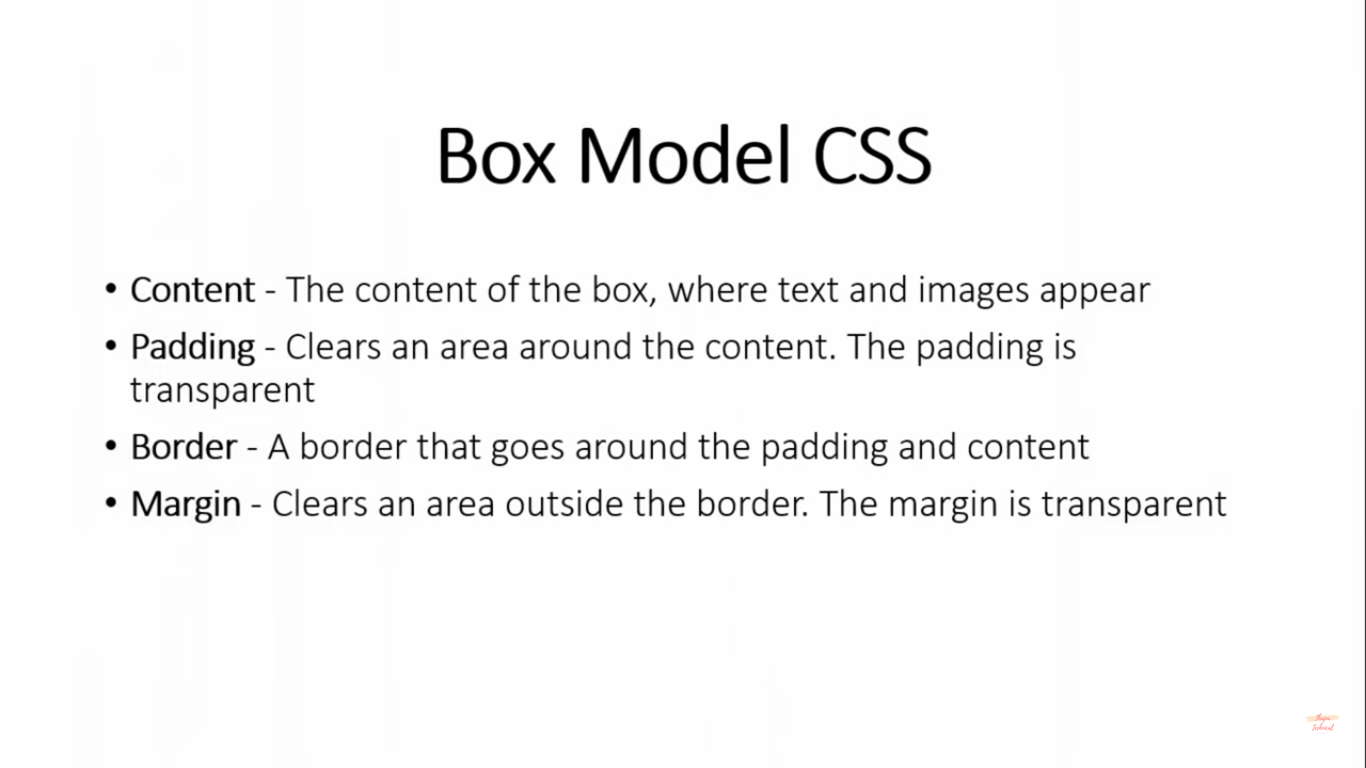 Box Model CSS
• Content - The content of the box, where text and images appear
• Padding - Clears an area around the content. The padding is
transparent
• Border - A border that goes around the padding and content
• Margin - Clears an area outside the border. The margin is transparent
Technical